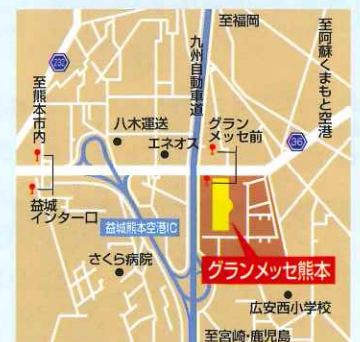 至福岡
至阿蘇くまもと空港
九州自動車道
232
至熊本市内
八木運送
エネオス
グラン
メッセ前
36
益城
インター口
益城熊本空港IC
さくら病院
グランメッセ熊本
広安西小学校
至宮崎・鹿児島